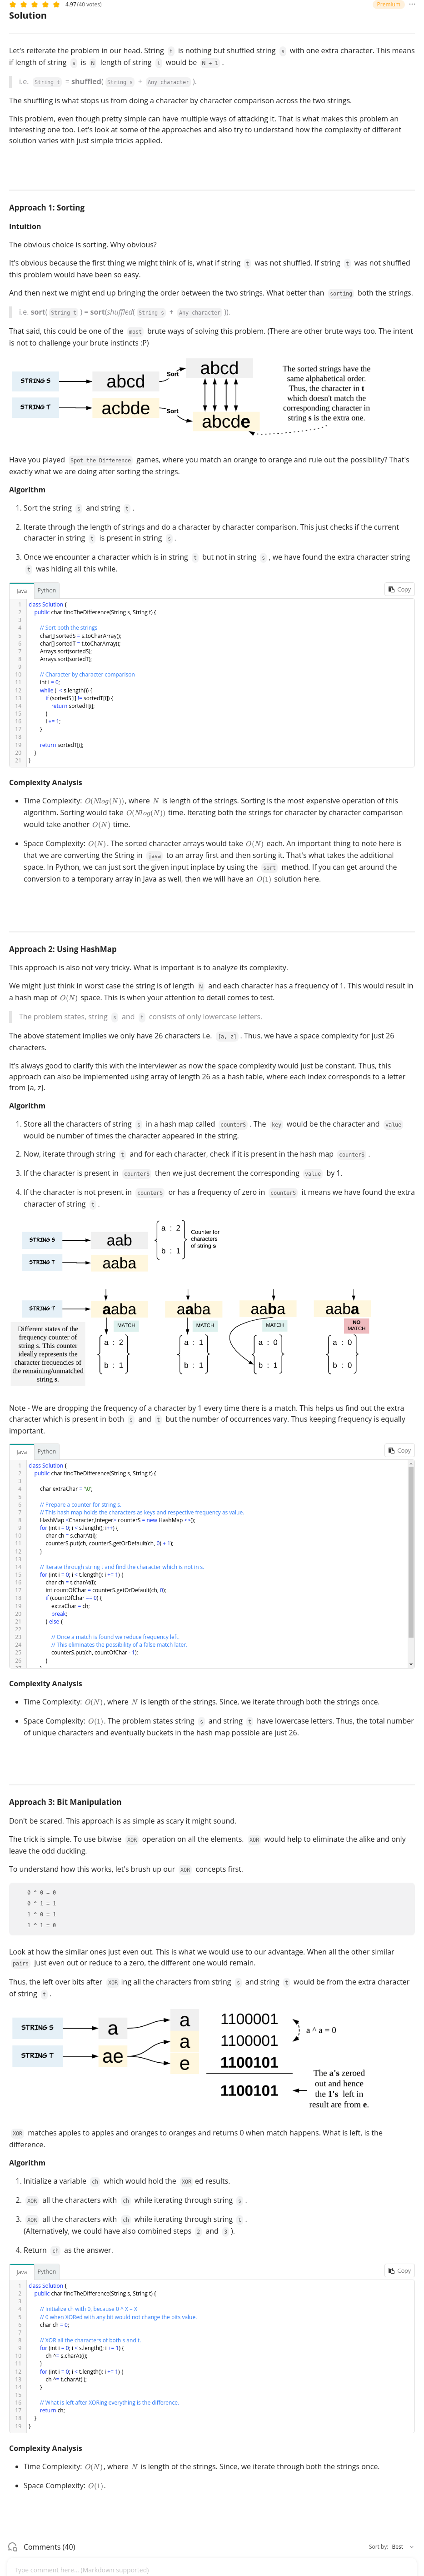 4.97 (40 votes)
Premium
Solution
Let's reiterate the problem in our head. String t is nothing but shuffled string s with one extra character. This means
if length of string s is N length of string t would be N + 1 .
i.e. String t = shuffled( String s + Any character ).
The shuffling is what stops us from doing a character by character comparison across the two strings.
This problem, even though pretty simple can have multiple ways of attacking it. That is what makes this problem an
interesting one too. Let's look at some of the approaches and also try to understand how the complexity of different
solution varies with just simple tricks applied.
Approach 1: Sorting
Intuition
The obvious choice is sorting. Why obvious?
It's obvious because the first thing we might think of is, what if string t was not shuffled. If string t was not shuffled
this problem would have been so easy.
And then next we might end up bringing the order between the two strings. What better than sorting both the strings.
i.e. sort( String t ) = sort(shuffled( String s + Any character )).
That said, this could be one of the most brute ways of solving this problem. (There are other brute ways too. The intent
is not to challenge your brute instincts :P)
STRING S
abcd
Sort
abcd
STRING T
acbde
Sort
abcde
The sorted strings have the
same alphabetical order.
Thus, the character in t
which doesn't match the
corresponding character in
string s is the extra one.
Have you played Spot the Difference games, where you match an orange to orange and rule out the possibility? That's
exactly what we are doing after sorting the strings.
Algorithm
1. Sort the string s and string t .
2. Iterate through the length of strings and do a character by character comparison. This just checks if the current
character in string t is present in string s .
3. Once we encounter a character which is in string t but not in string s , we have found the extra character string
t was hiding all this while.
Java Python Copy
1 class Solution {
2 public char findTheDifference(String s, String t) {
3
4 // Sort both the strings
5 char[] sortedS = s.toCharArray();
6 char[] sortedT = t.toCharArray();
7 Arrays.sort(sortedS);
8 Arrays.sort(sortedT);
9
10 // Character by character comparison
11 int i = 0;
12 while (i < s.length()) {
13 if (sortedS[i] != sortedT[i]) {
14 return sortedT[i];
15 }
16 i += 1;
17 }
18
19 return sortedT[i];
20 }
21 }
Complexity Analysis
• Time Complexity: O(Nlog(N)), where N is length of the strings. Sorting is the most expensive operation of this
algorithm. Sorting would take O(Nlog(N)) time. Iterating both the strings for character by character comparison
would take another O(N) time.
• Space Complexity: O(N). The sorted character arrays would take O(N) each. An important thing to note here is
that we are converting the String in java to an array first and then sorting it. That's what takes the additional
space. In Python, we can just sort the given input inplace by using the sort method. If you can get around the
conversion to a temporary array in Java as well, then we will have an O(1) solution here.
Approach 2: Using HashMap
This approach is also not very tricky. What is important is to analyze its complexity.
We might just think in worst case the string is of length N and each character has a frequency of 1. This would result in
a hash map of O(N) space. This is when your attention to detail comes to test.
The problem states, string s and t consists of only lowercase letters.
The above statement implies we only have 26 characters i.e. [a, z] . Thus, we have a space complexity for just 26
characters.
It's always good to clarify this with the interviewer as now the space complexity would just be constant. Thus, this
approach can also be implemented using array of length 26 as a hash table, where each index corresponds to a letter
from [a, z].
Algorithm
1. Store all the characters of string s in a hash map called counterS . The key would be the character and value
would be number of times the character appeared in the string.
2. Now, iterate through string t and for each character, check if it is present in the hash map counterS .
3. If the character is present in counterS then we just decrement the corresponding value by 1.
4. If the character is not present in counterS or has a frequency of zero in counterS it means we have found the extra
character of string t .
STRING S
aab
a : 2
b : 1
Counter for
characters
of string s
STRING T
aaba
STRING T
aaba
aaba
aaba
aaba
MATCH
MATCH
MATCH
NO
MATCH
Different states of the
frequency counter of
string s. This counter
ideally represents the
character frequencies of
the remaining/unmatched
string s.
a : 2
b : 1
a : 1
b : 1
a : 0
b : 1
a : 0
b : 0
Note - We are dropping the frequency of a character by 1 every time there is a match. This helps us find out the extra
character which is present in both s and t but the number of occurrences vary. Thus keeping frequency is equally
important.
Java Python Copy
1 class Solution {
2 public char findTheDifference(String s, String t) {
3
4 char extraChar = '\0';
5
6 // Prepare a counter for string s.
7 // This hash map holds the characters as keys and respective frequency as value.
8 HashMap <Character,Integer> counterS = new HashMap <>();
9 for (int i = 0; i < s.length(); i++) {
10 char ch = s.charAt(i);
11 counterS.put(ch, counterS.getOrDefault(ch, 0) + 1);
12 }
13
14 // Iterate through string t and find the character which is not in s.
15 for (int i = 0; i < t.length(); i += 1) {
16 char ch = t.charAt(i);
17 int countOfChar = counterS.getOrDefault(ch, 0);
18 if (countOfChar == 0) {
19 extraChar = ch;
20 break;
21 } else {
22
23 // Once a match is found we reduce frequency left.
24 // This eliminates the possibility of a false match later.
25 counterS.put(ch, countOfChar - 1);
26 }
27 }
Complexity Analysis
• Time Complexity: O(N), where N is length of the strings. Since, we iterate through both the strings once.
• Space Complexity: O(1). The problem states string s and string t have lowercase letters. Thus, the total number
of unique characters and eventually buckets in the hash map possible are just 26.
Approach 3: Bit Manipulation
Don't be scared. This approach is as simple as scary it might sound.
The trick is simple. To use bitwise XOR operation on all the elements. XOR would help to eliminate the alike and only
leave the odd duckling.
To understand how this works, let's brush up our XOR concepts first.
0 ^ 0 = 0
0 ^ 1 = 1
1 ^ 0 = 1
1 ^ 1 = 0
Look at how the similar ones just even out. This is what we would use to our advantage. When all the other similar
pairs just even out or reduce to a zero, the different one would remain.
Thus, the left over bits after XOR ing all the characters from string s and string t would be from the extra character
of string t .
STRING S
a
a
1100001
STRING T
ae
a
1100001
a ^ a = 0
e
1100101
1100101
The a's zeroed
out and hence
the 1's left in
result are from e.
XOR matches apples to apples and oranges to oranges and returns 0 when match happens. What is left, is the
difference.
Algorithm
1. Initialize a variable ch which would hold the XOR ed results.
2. XOR all the characters with ch while iterating through string s .
3. XOR all the characters with ch while iterating through string t .
(Alternatively, we could have also combined steps 2 and 3 ).
4. Return ch as the answer.
Java Python Copy
1 class Solution {
2 public char findTheDifference(String s, String t) {
3
4 // Initialize ch with 0, because 0 ^ X = X
5 // 0 when XORed with any bit would not change the bits value.
6 char ch = 0;
7
8 // XOR all the characters of both s and t.
9 for (int i = 0; i < s.length(); i += 1) {
10 ch ^= s.charAt(i);
11 }
12 for (int i = 0; i < t.length(); i += 1) {
13 ch ^= t.charAt(i);
14 }
15
16 // What is left after XORing everything is the difference.
17 return ch;
18 }
19 }
Complexity Analysis
• Time Complexity: O(N), where N is length of the strings. Since, we iterate through both the strings once.
• Space Complexity: O(1).
Comments (40)
Sort by: Best
Type comment here... (Markdown supported)